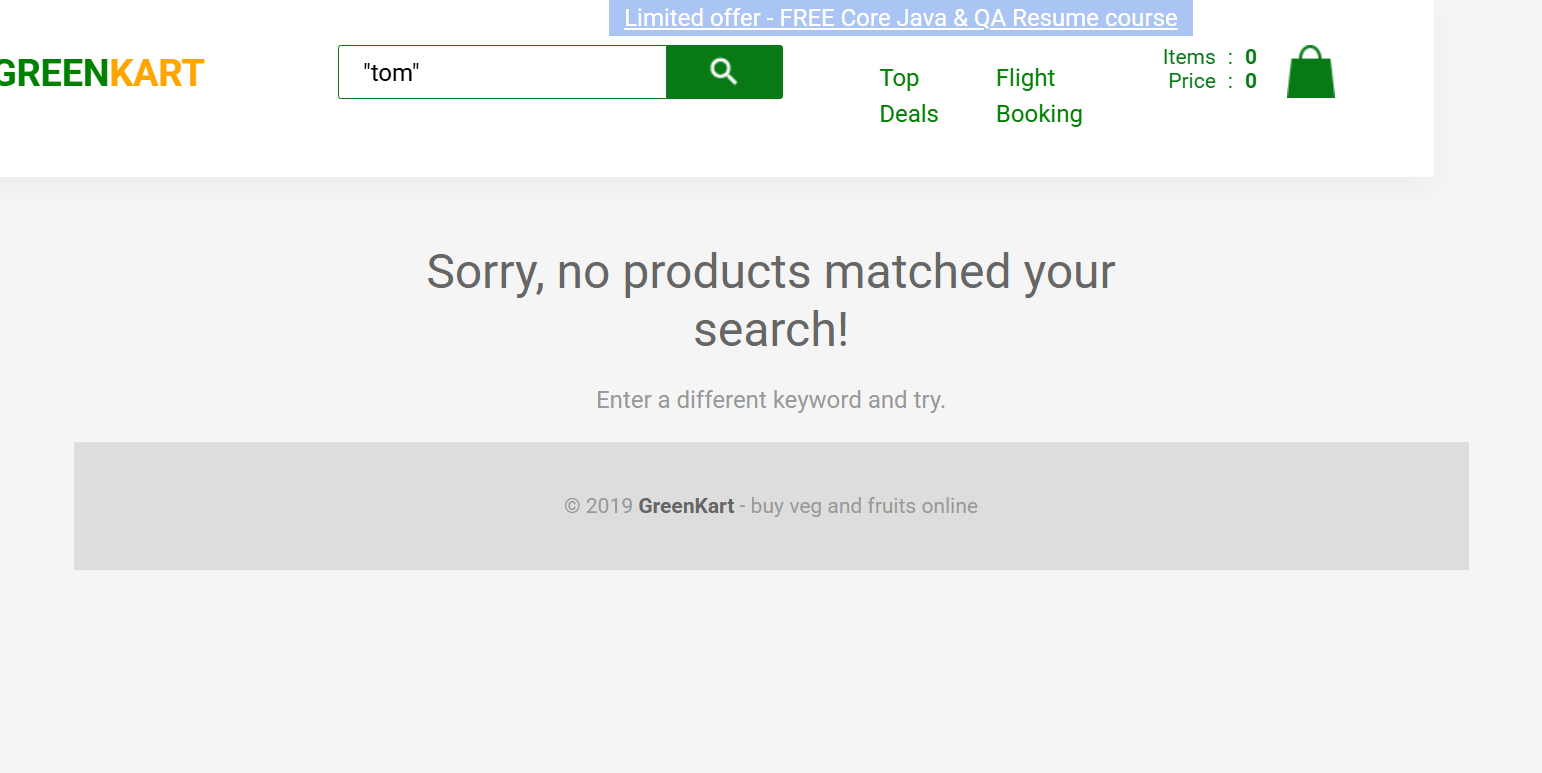 Limited offer - FREE Core Java & QA Resume course
GREENKART
"tom"
Top
Deals
Flight
Booking
Items : 0
Price : 0
Sorry, no products matched your
search!
Enter a different keyword and try.
© 2019 GreenKart - buy veg and fruits online